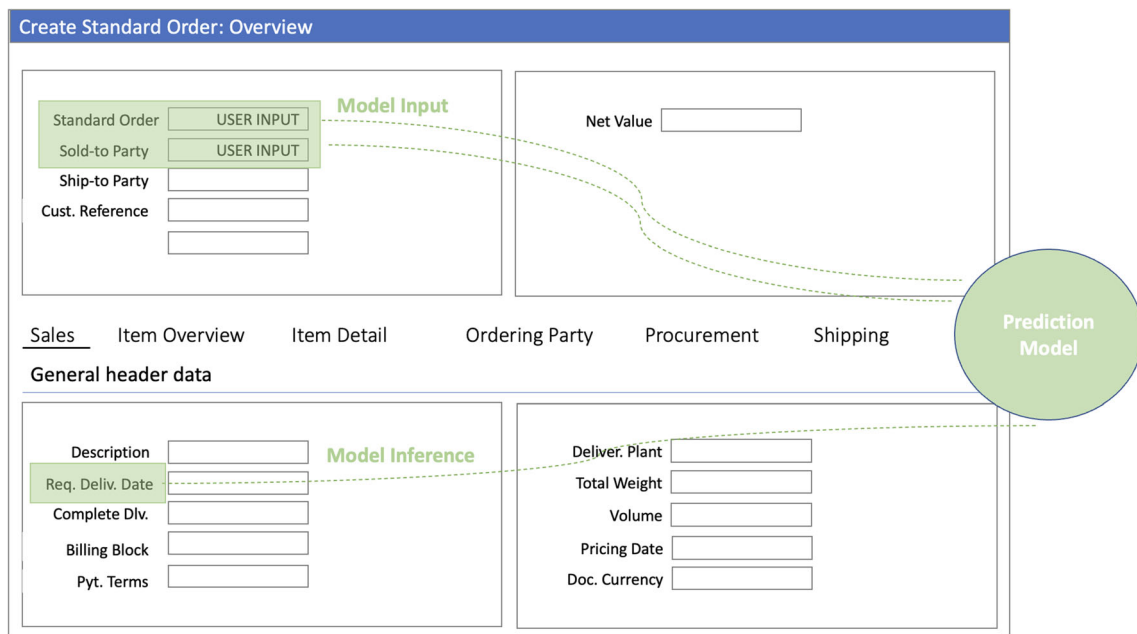 Create Standard Order: Overview
Model Input
Standard Order USER INPUT
Sold-to Party USER INPUT
Ship-to Party
Cust. Reference
Net Value
Prediction
Model
Sales Item Overview Item Detail Ordering Party Procurement Shipping
General header data
Description
Model Inference
Req. Deliv. Date
Complete Dlv.
Billing Block
Pyt. Terms
Deliver. Plant
Total Weight
Volume
Pricing Date
Doc. Currency